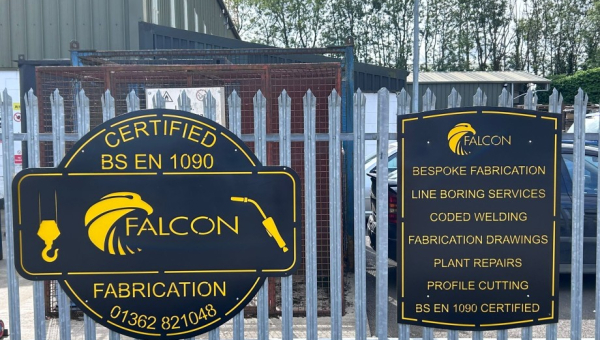 CERTIFIED
BS EN 1090
FALCON
FABRICATION
01362 821048
FALCON
BESPOKE FABRICATION
LINE BORING SERVICES
CODED WELDING
FABRICATION DRAWINGS
PLANT REPAIRS
PROFILE CUTTING
BS EN 1090 CERTIFIED